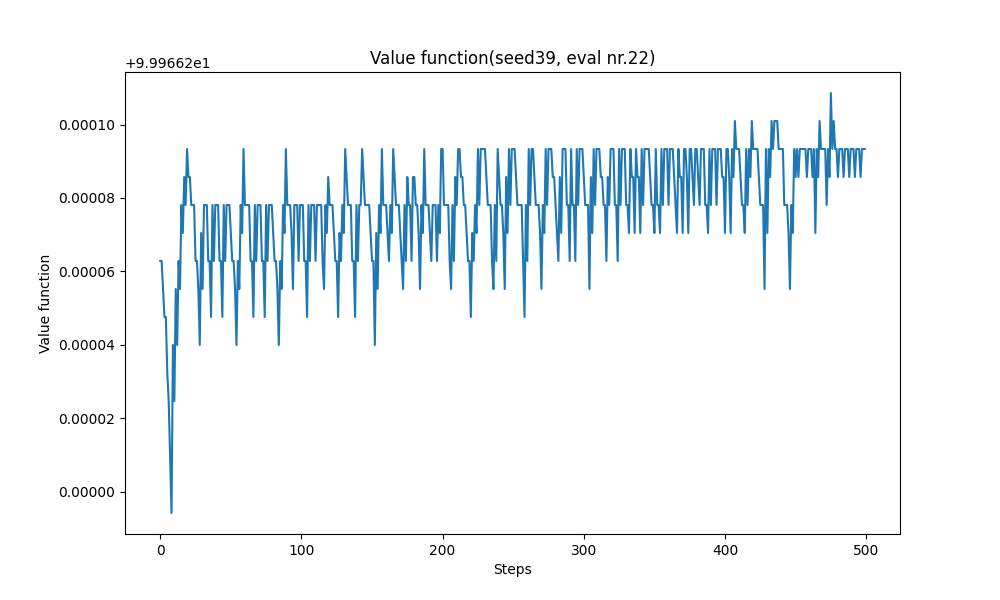 Value function(seed39, eval nr.22)
+9.99662e1
0.00010
0.00008
0.00006
0.00004
0.00002
0.00000
Value function
0 100 200 300 400 500
Steps